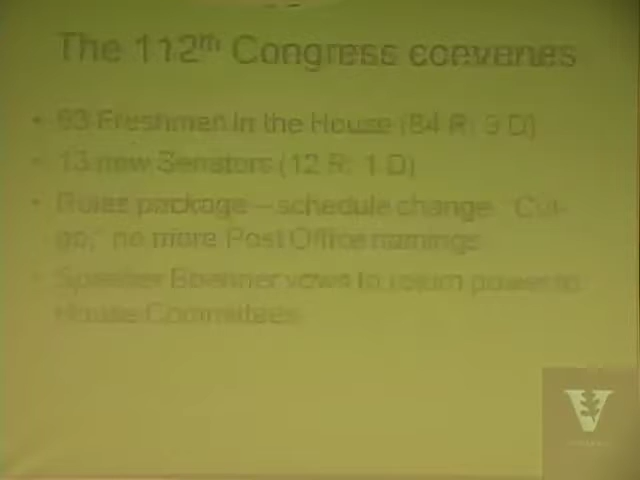 The 112th Congress convenes
• 93 Freshmen in the House (84 R; 9 D)
• 13 new Senators (12 R; 1 D)
• Rules package – schedule change, "Cut-
go," no more Post Office namings
• Speaker Boehner vows to return power to
House Committees
V